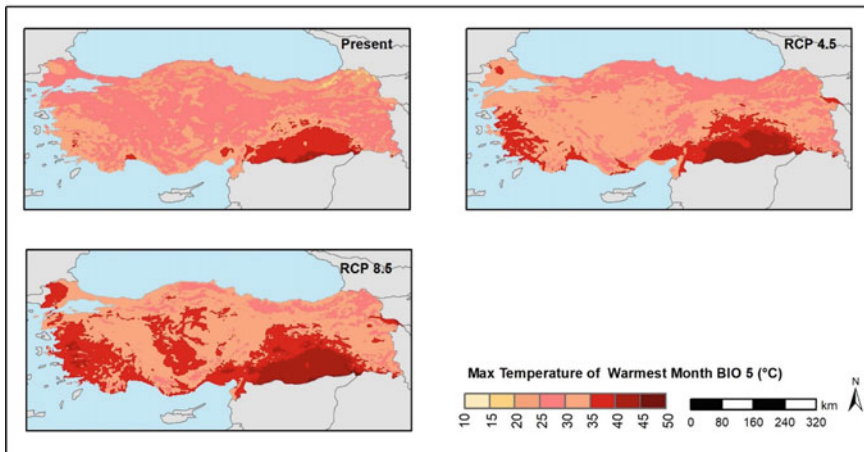 Present
RCP 4.5
RCP 8.5
Max Temperature of Warmest Month BIO 5 (°C)
10 15 20 25 30 35 40 45 50
0 80 160 240 320 km
N